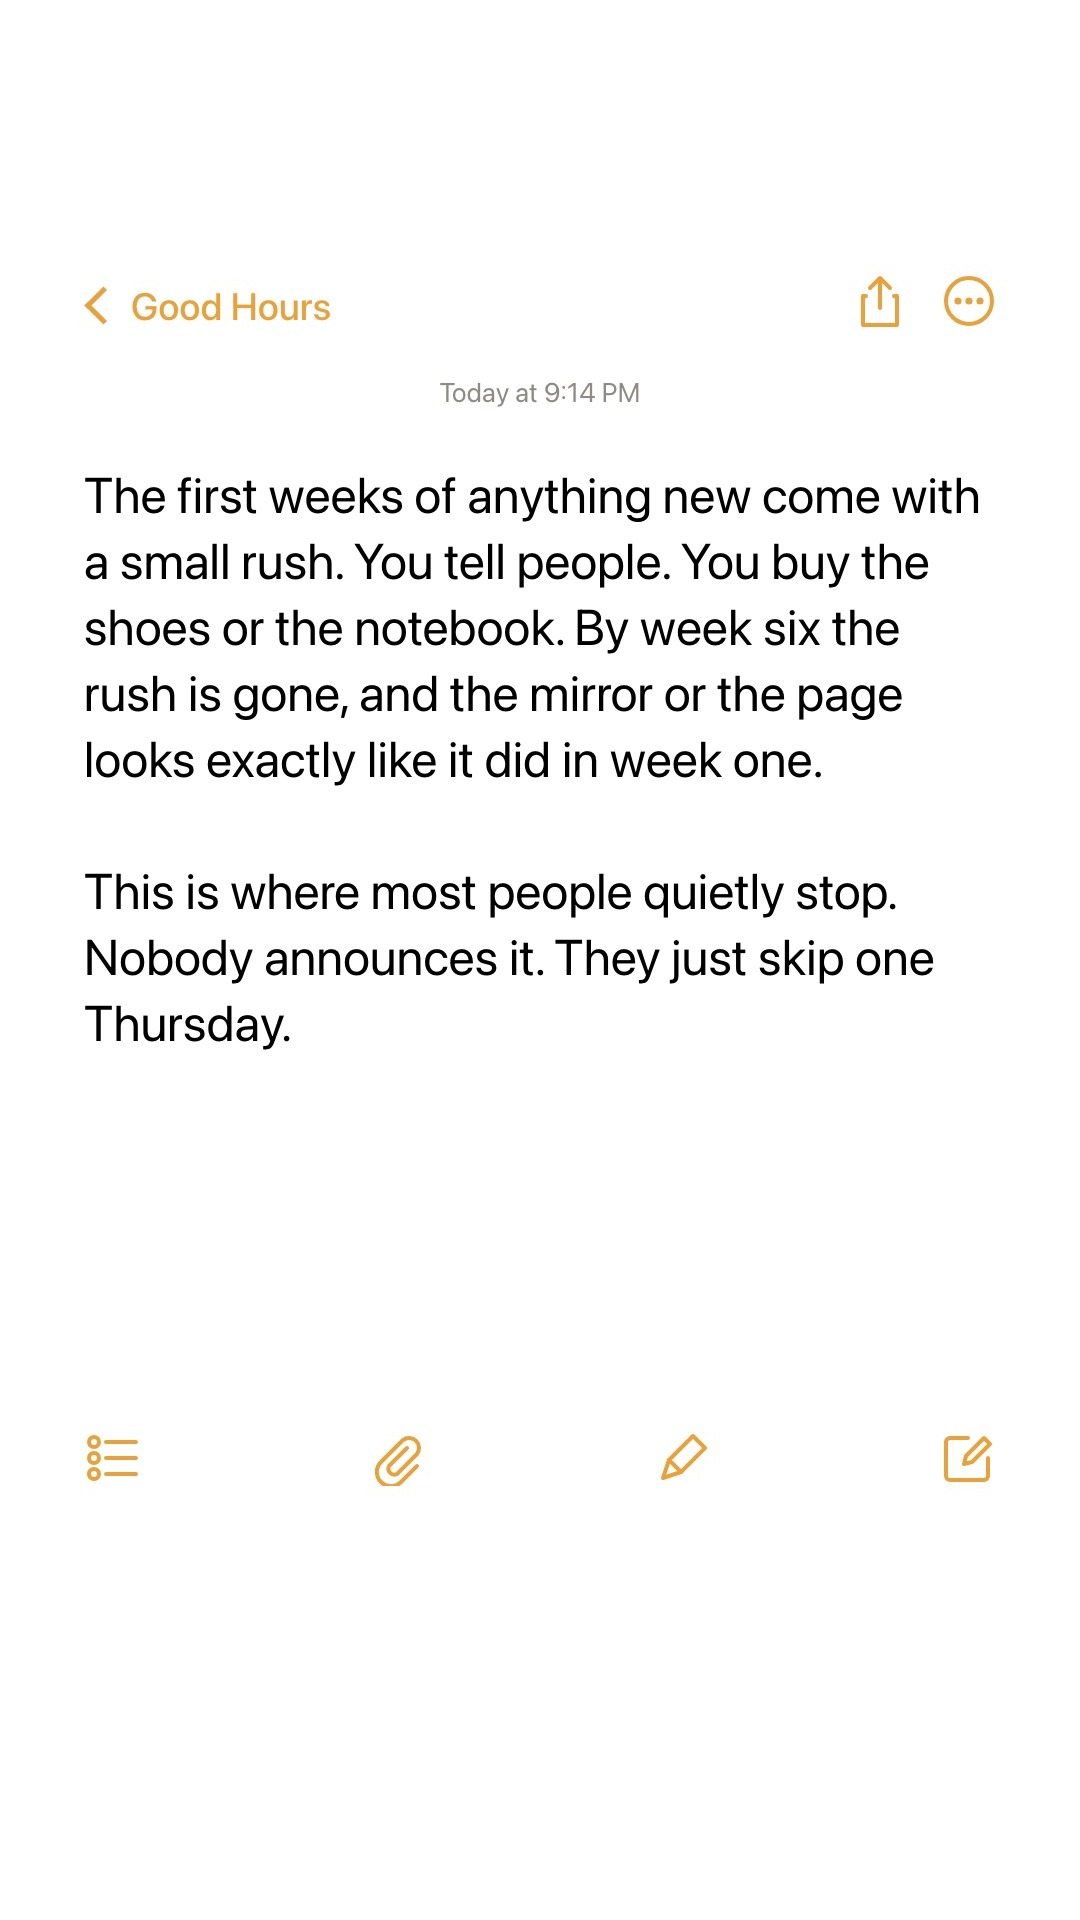 Good Hours
Today at 9:14 PM
The first weeks of anything new come with
a small rush. You tell people. You buy the
shoes or the notebook. By week six the
rush is gone, and the mirror or the page
looks exactly like it did in week one.
This is where most people quietly stop.
Nobody announces it. They just skip one
Thursday.